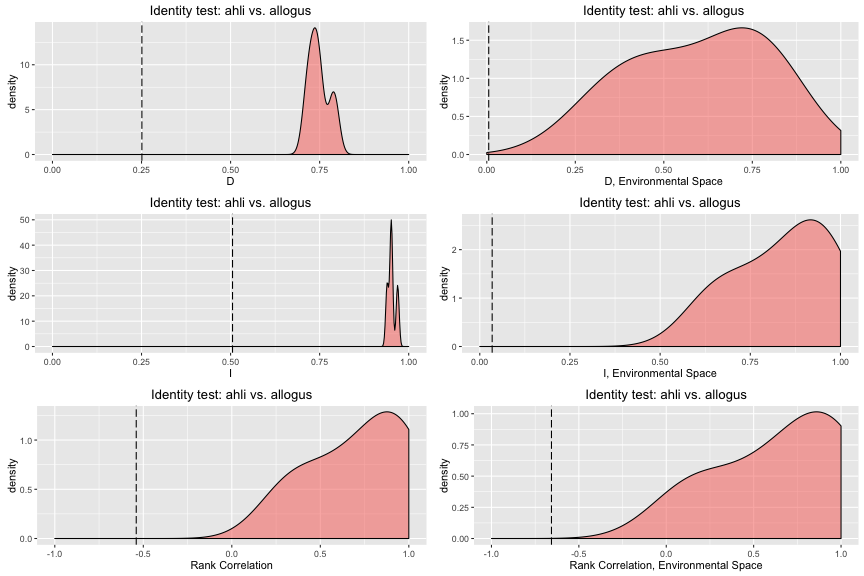 Identity test: ahli vs. allogus
density
10
5
0
0.00 0.25 0.50 0.75 1.00
D
Identity test: ahli vs. allogus
density
1.5
1.0
0.5
0.0
0.00 0.25 0.50 0.75 1.00
D, Environmental Space
Identity test: ahli vs. allogus
density
50
40
30
20
10
0
0.00 0.25 0.50 0.75 1.00
I
Identity test: ahli vs. allogus
density
2
1
0
0.00 0.25 0.50 0.75 1.00
I, Environmental Space
Identity test: ahli vs. allogus
density
1.0
0.5
0.0
-1.0 -0.5 0.0 0.5 1.0
Rank Correlation
Identity test: ahli vs. allogus
density
1.00
0.75
0.50
0.25
0.00
-1.0 -0.5 0.0 0.5 1.0
Rank Correlation, Environmental Space